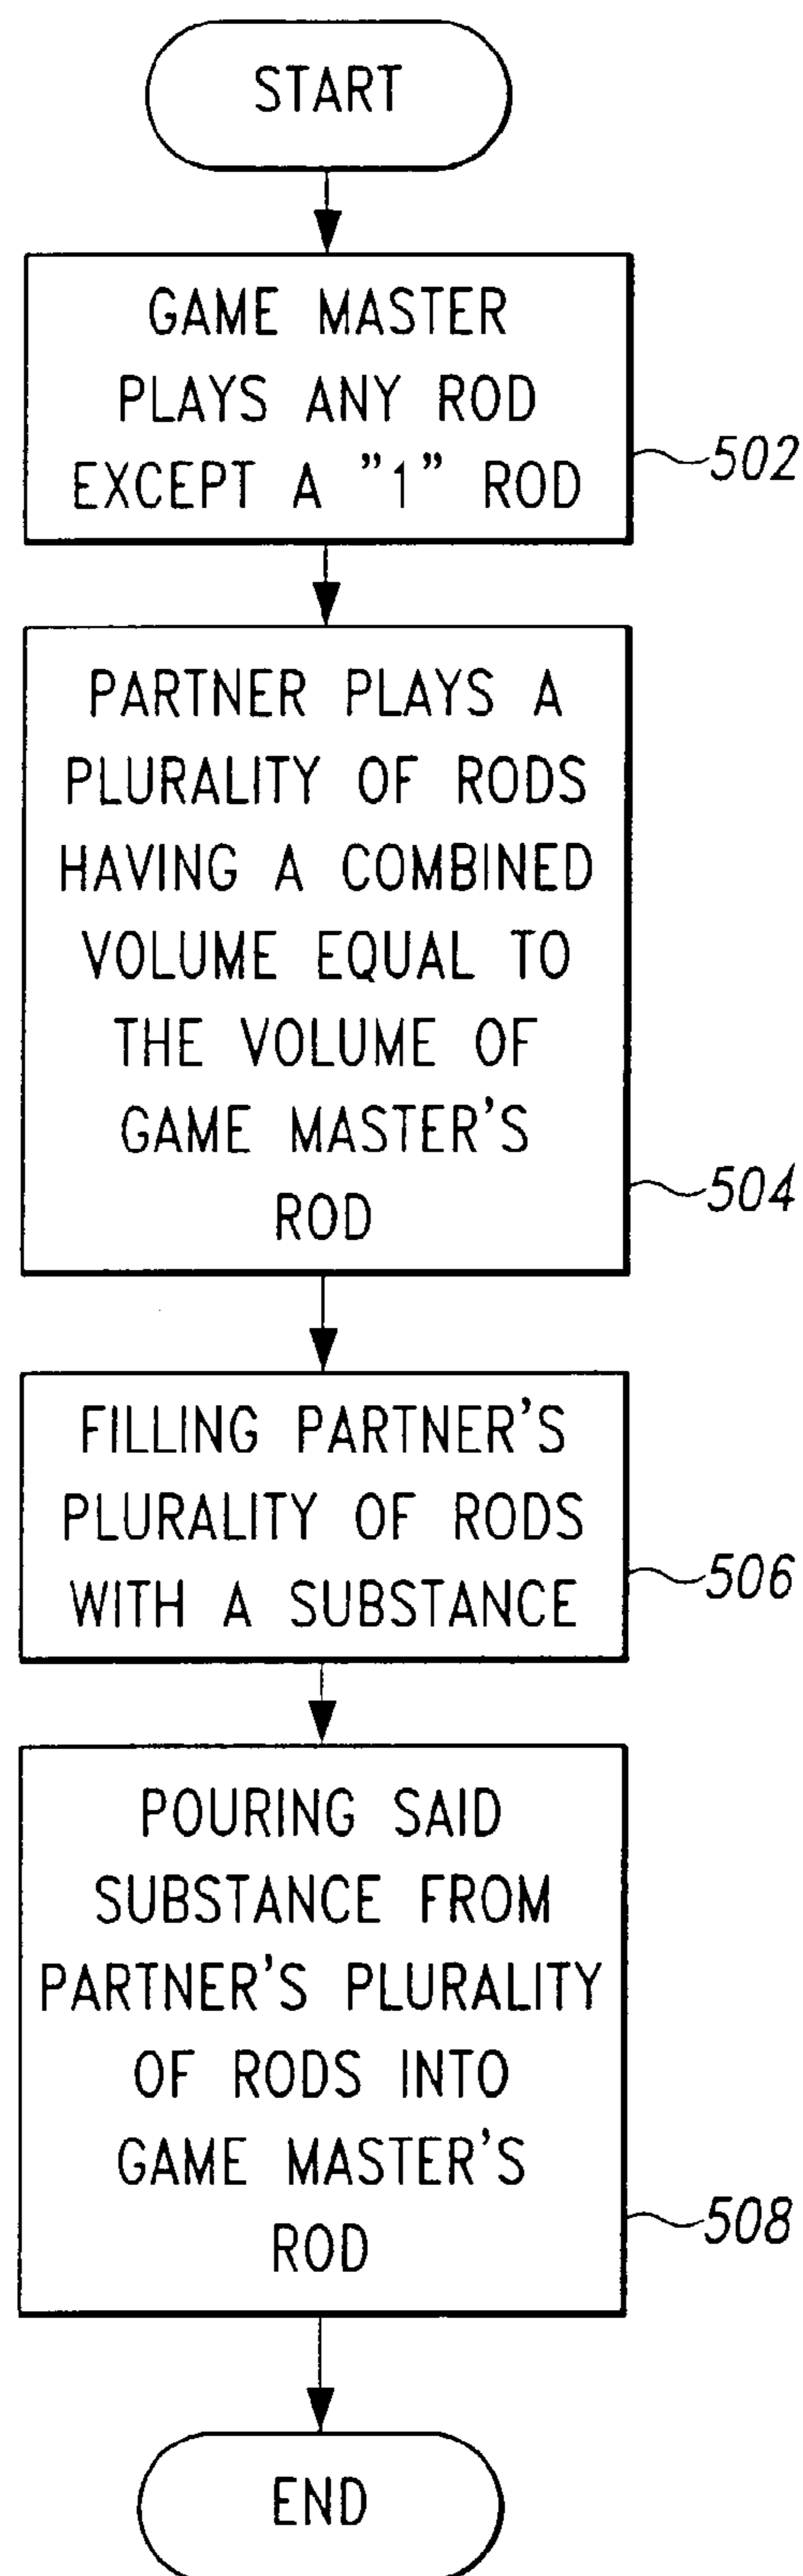 START
GAME MASTER
PLAYS ANY ROD
EXCEPT A "1" ROD
502
PARTNER PLAYS A
PLURALITY OF RODS
HAVING A COMBINED
VOLUME EQUAL TO
THE VOLUME OF
GAME MASTER'S
ROD
504
FILLING PARTNER'S
PLURALITY OF RODS
WITH A SUBSTANCE
506
POURING SAID
SUBSTANCE FROM
PARTNER'S PLURALITY
OF RODS INTO
GAME MASTER'S
ROD
508
END